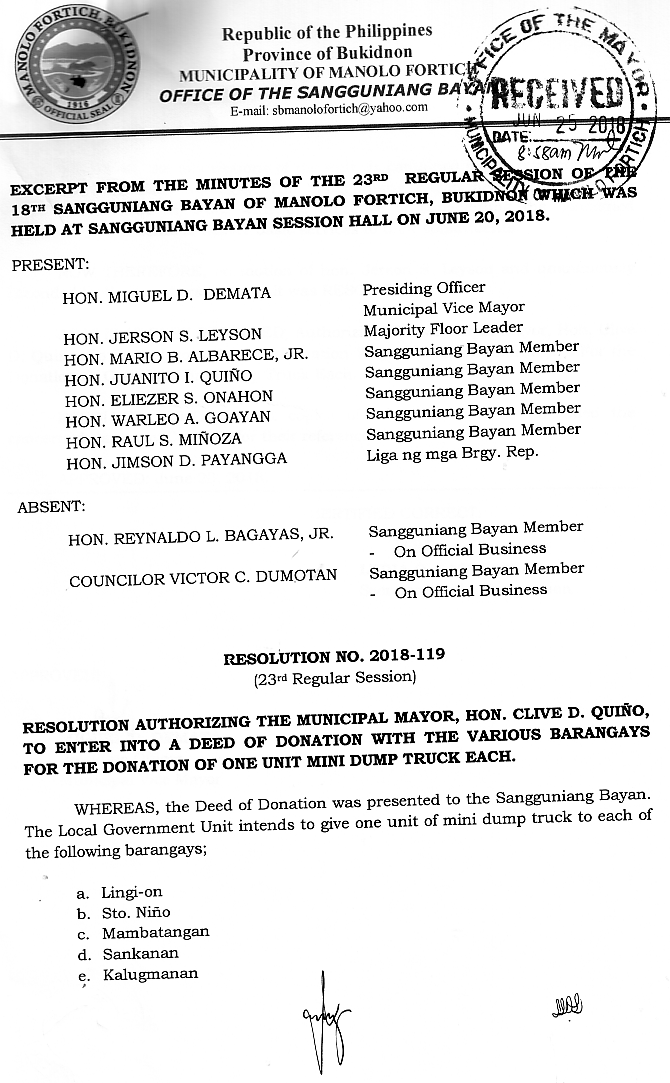 MANOLO FORTICH, BUKIDNON
1916
OFFICIAL SEAL
Republic of the Philippines
Province of Bukidnon
MUNICIPALITY OF MANOLO FORTICH
OFFICE OF THE SANGGUNIANG BAYAN
E-mail: sbmanolofortich@yahoo.com
OFFICE OF THE MAYOR
RECEIVED
JUN 25 2018
DATE:
8:58am
MUNICIPALITY OF MANOLO FORTICH
EXCERPT FROM THE MINUTES OF THE 23RD REGULAR SESSION OF THE
18TH SANGGUNIANG BAYAN OF MANOLO FORTICH, BUKIDNON WHICH WAS
HELD AT SANGGUNIANG BAYAN SESSION HALL ON JUNE 20, 2018.
PRESENT:
HON. MIGUEL D. DEMATA Presiding Officer
Municipal Vice Mayor
HON. JERSON S. LEYSON Majority Floor Leader
HON. MARIO B. ALBARECE, JR. Sangguniang Bayan Member
HON. JUANITO I. QUIÑO Sangguniang Bayan Member
HON. ELIEZER S. ONAHON Sangguniang Bayan Member
HON. WARLEO A. GOAYAN Sangguniang Bayan Member
HON. RAUL S. MIÑOZA Sangguniang Bayan Member
HON. JIMSON D. PAYANGGA Liga ng mga Brgy. Rep.
ABSENT:
HON. REYNALDO L. BAGAYAS, JR. Sangguniang Bayan Member
- On Official Business
COUNCILOR VICTOR C. DUMOTAN Sangguniang Bayan Member
- On Official Business
RESOLUTION NO. 2018-119
(23rd Regular Session)
RESOLUTION AUTHORIZING THE MUNICIPAL MAYOR, HON. CLIVE D. QUIÑO,
TO ENTER INTO A DEED OF DONATION WITH THE VARIOUS BARANGAYS
FOR THE DONATION OF ONE UNIT MINI DUMP TRUCK EACH.
WHEREAS, the Deed of Donation was presented to the Sangguniang Bayan.
The Local Government Unit intends to give one unit of mini dump truck to each of
the following barangays;
a. Lingi-on
b. Sto. Niño
c. Mambatangan
d. Sankanan
e. Kalugmanan